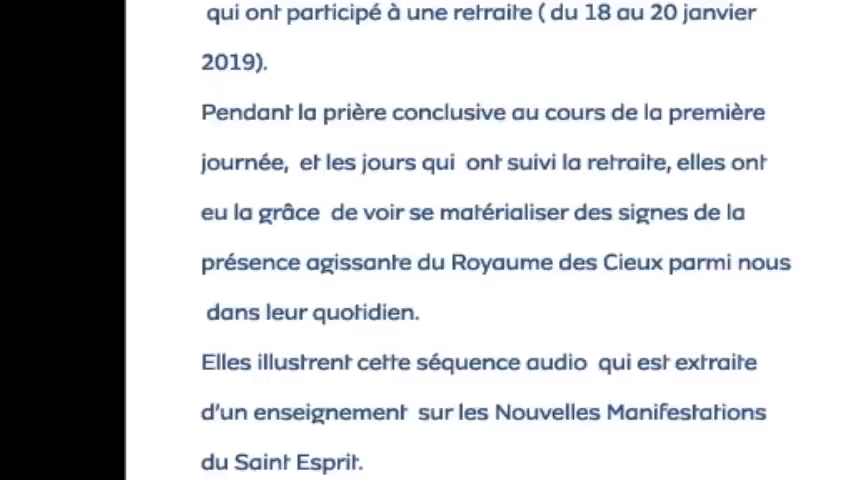 qui ont participé à une retraite ( du 18 au 20 janvier
2019).
Pendant la prière conclusive au cours de la première
journée, et les jours qui ont suivi la retraite, elles ont
eu la grâce de voir se matérialiser des signes de la
présence agissante du Royaume des Cieux parmi nous
dans leur quotidien.
Elles illustrent cette séquence audio qui est extraite
d'un enseignement sur les Nouvelles Manifestations
du Saint Esprit.